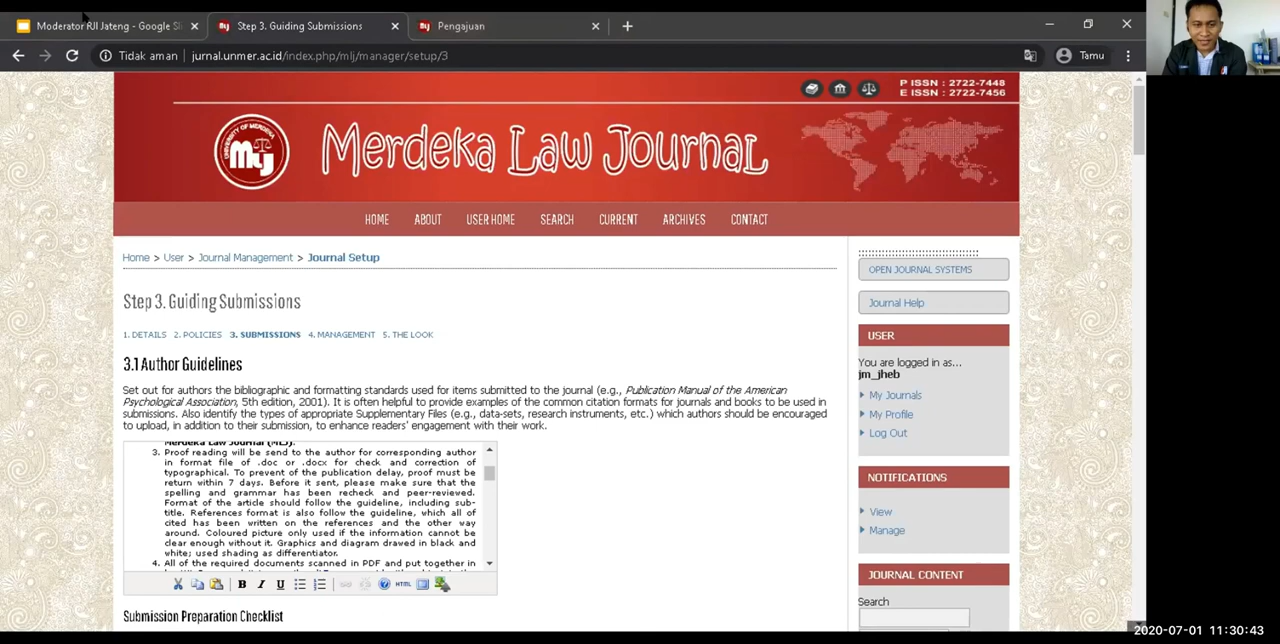 Moderator RJI Jateng - Google Sl
Step 3. Guiding Submissions
Pengajuan
Tidak aman
jurnal.unmer.ac.id/index.php/mlj/manager/setup/3
Tamu
P ISSN : 2722-7448
E ISSN : 2722-7456
UNIVERSITY OF MERDEKA
My
Merdeka Law Journal
HOME ABOUT USER HOME SEARCH CURRENT ARCHIVES CONTACT
Home > User > Journal Management > Journal Setup
Step 3. Guiding Submissions
1. DETAILS 2. POLICIES 3. SUBMISSIONS 4. MANAGEMENT 5. THE LOOK
3.1 Author Guidelines
Set out for authors the bibliographic and formatting standards used for items submitted to the journal (e.g., Publication Manual of the American
Psychological Association, 5th edition, 2001). It is often helpful to provide examples of the common citation formats for journals and books to be used in
submissions. Also identify the types of appropriate Supplementary Files (e.g., data-sets, research instruments, etc.) which authors should be encouraged
to upload, in addition to their submission, to enhance readers' engagement with their work.
Merdeka Law Journal (MLJ).
3. Proof reading will be send to the author for corresponding author
in format file of .doc or .docx for check and correction of
typographical. To prevent of the publication delay, proof must be
return within 7 days. Before it sent, please make sure that the
spelling and grammar has been recheck and peer-reviewed.
Format of the article should follow the guideline, including sub-
title. References format is also follow the guideline, which all of
cited has been written on the references and the other way
around. Coloured picture only used if the information cannot be
clear enough without it. Graphics and diagram drawed in black and
white; used shading as differentiator.
4. All of the required documents scanned in PDF and put together in
B I U HTML
Submission Preparation Checklist
OPEN JOURNAL SYSTEMS
Journal Help
USER
You are logged in as...
jm_jheb
My Journals
My Profile
Log Out
NOTIFICATIONS
View
Manage
JOURNAL CONTENT
Search
2020-07-01 11:30:43